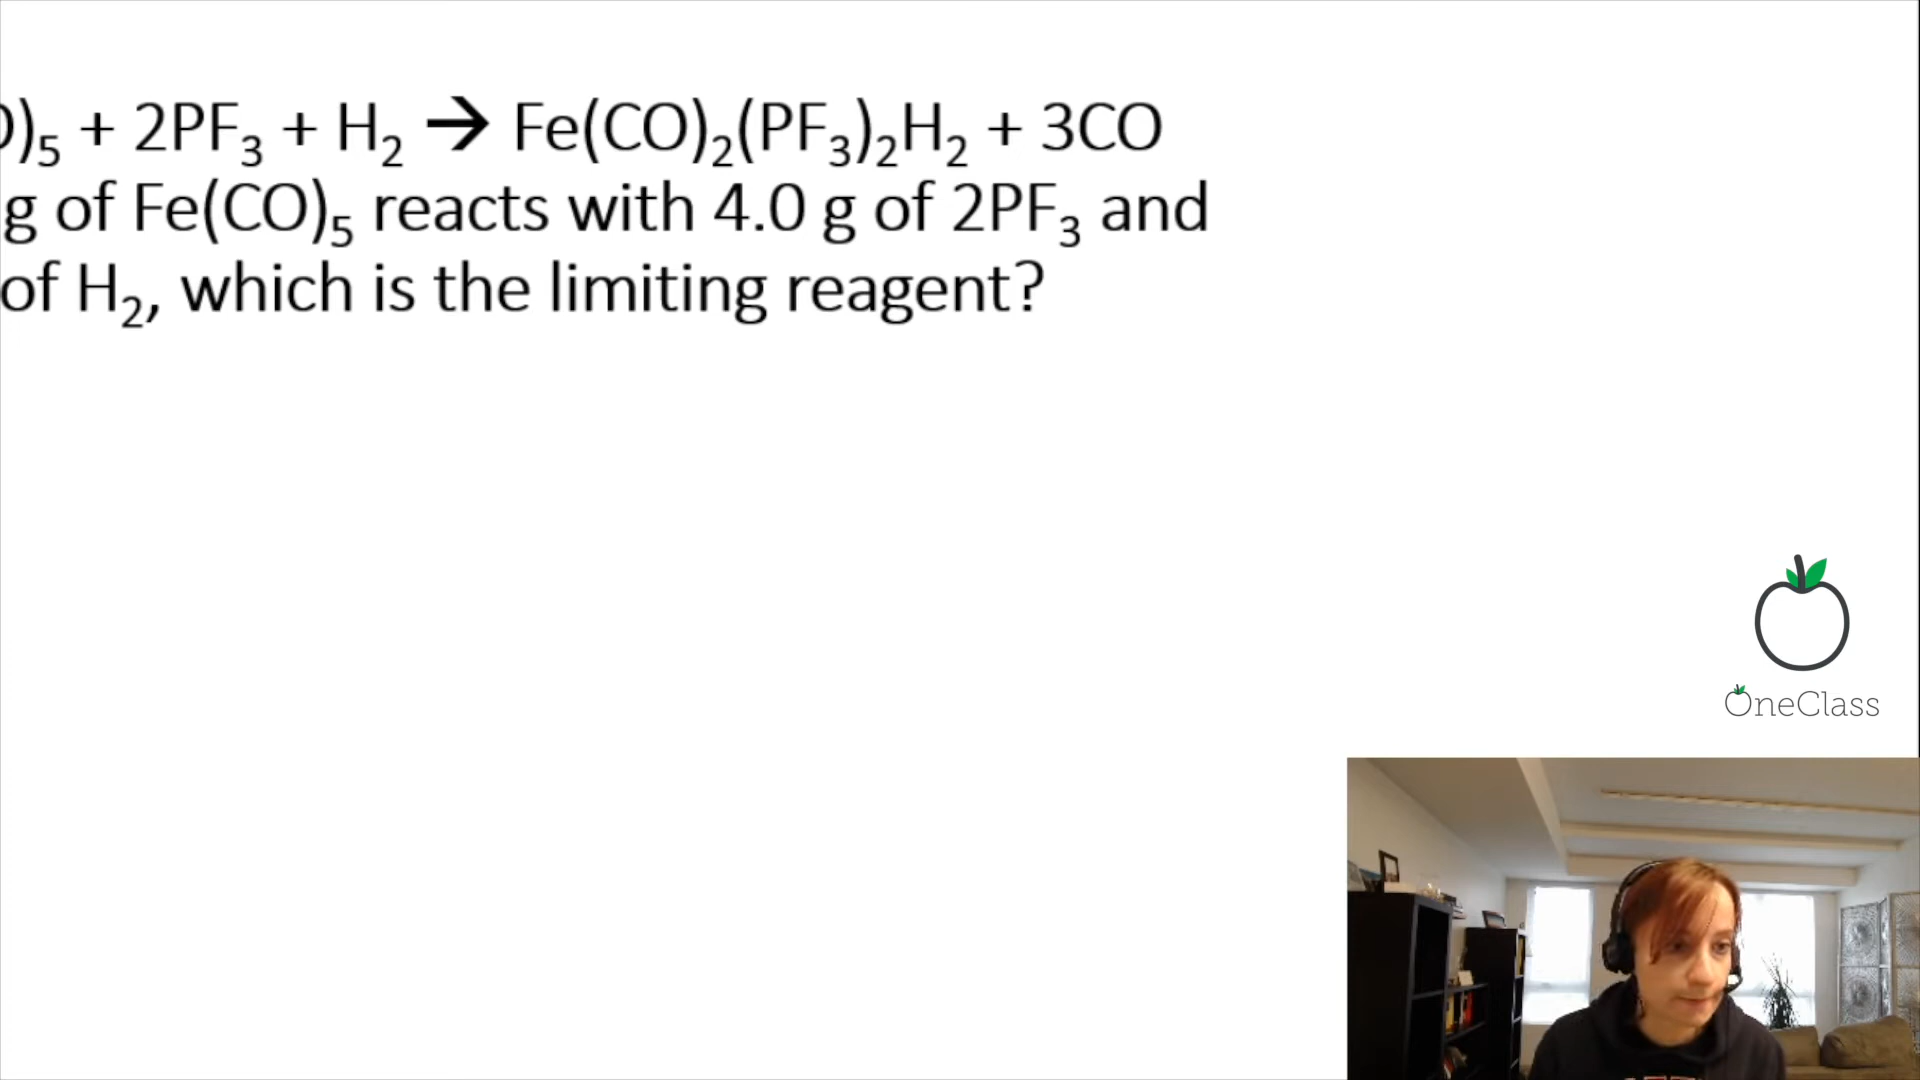 )₅ + 2PF₃ + H₂ → Fe(CO)₂(PF₃)₂H₂ + 3CO
g of Fe(CO)₅ reacts with 4.0 g of 2PF₃ and
of H₂, which is the limiting reagent?
OneClass